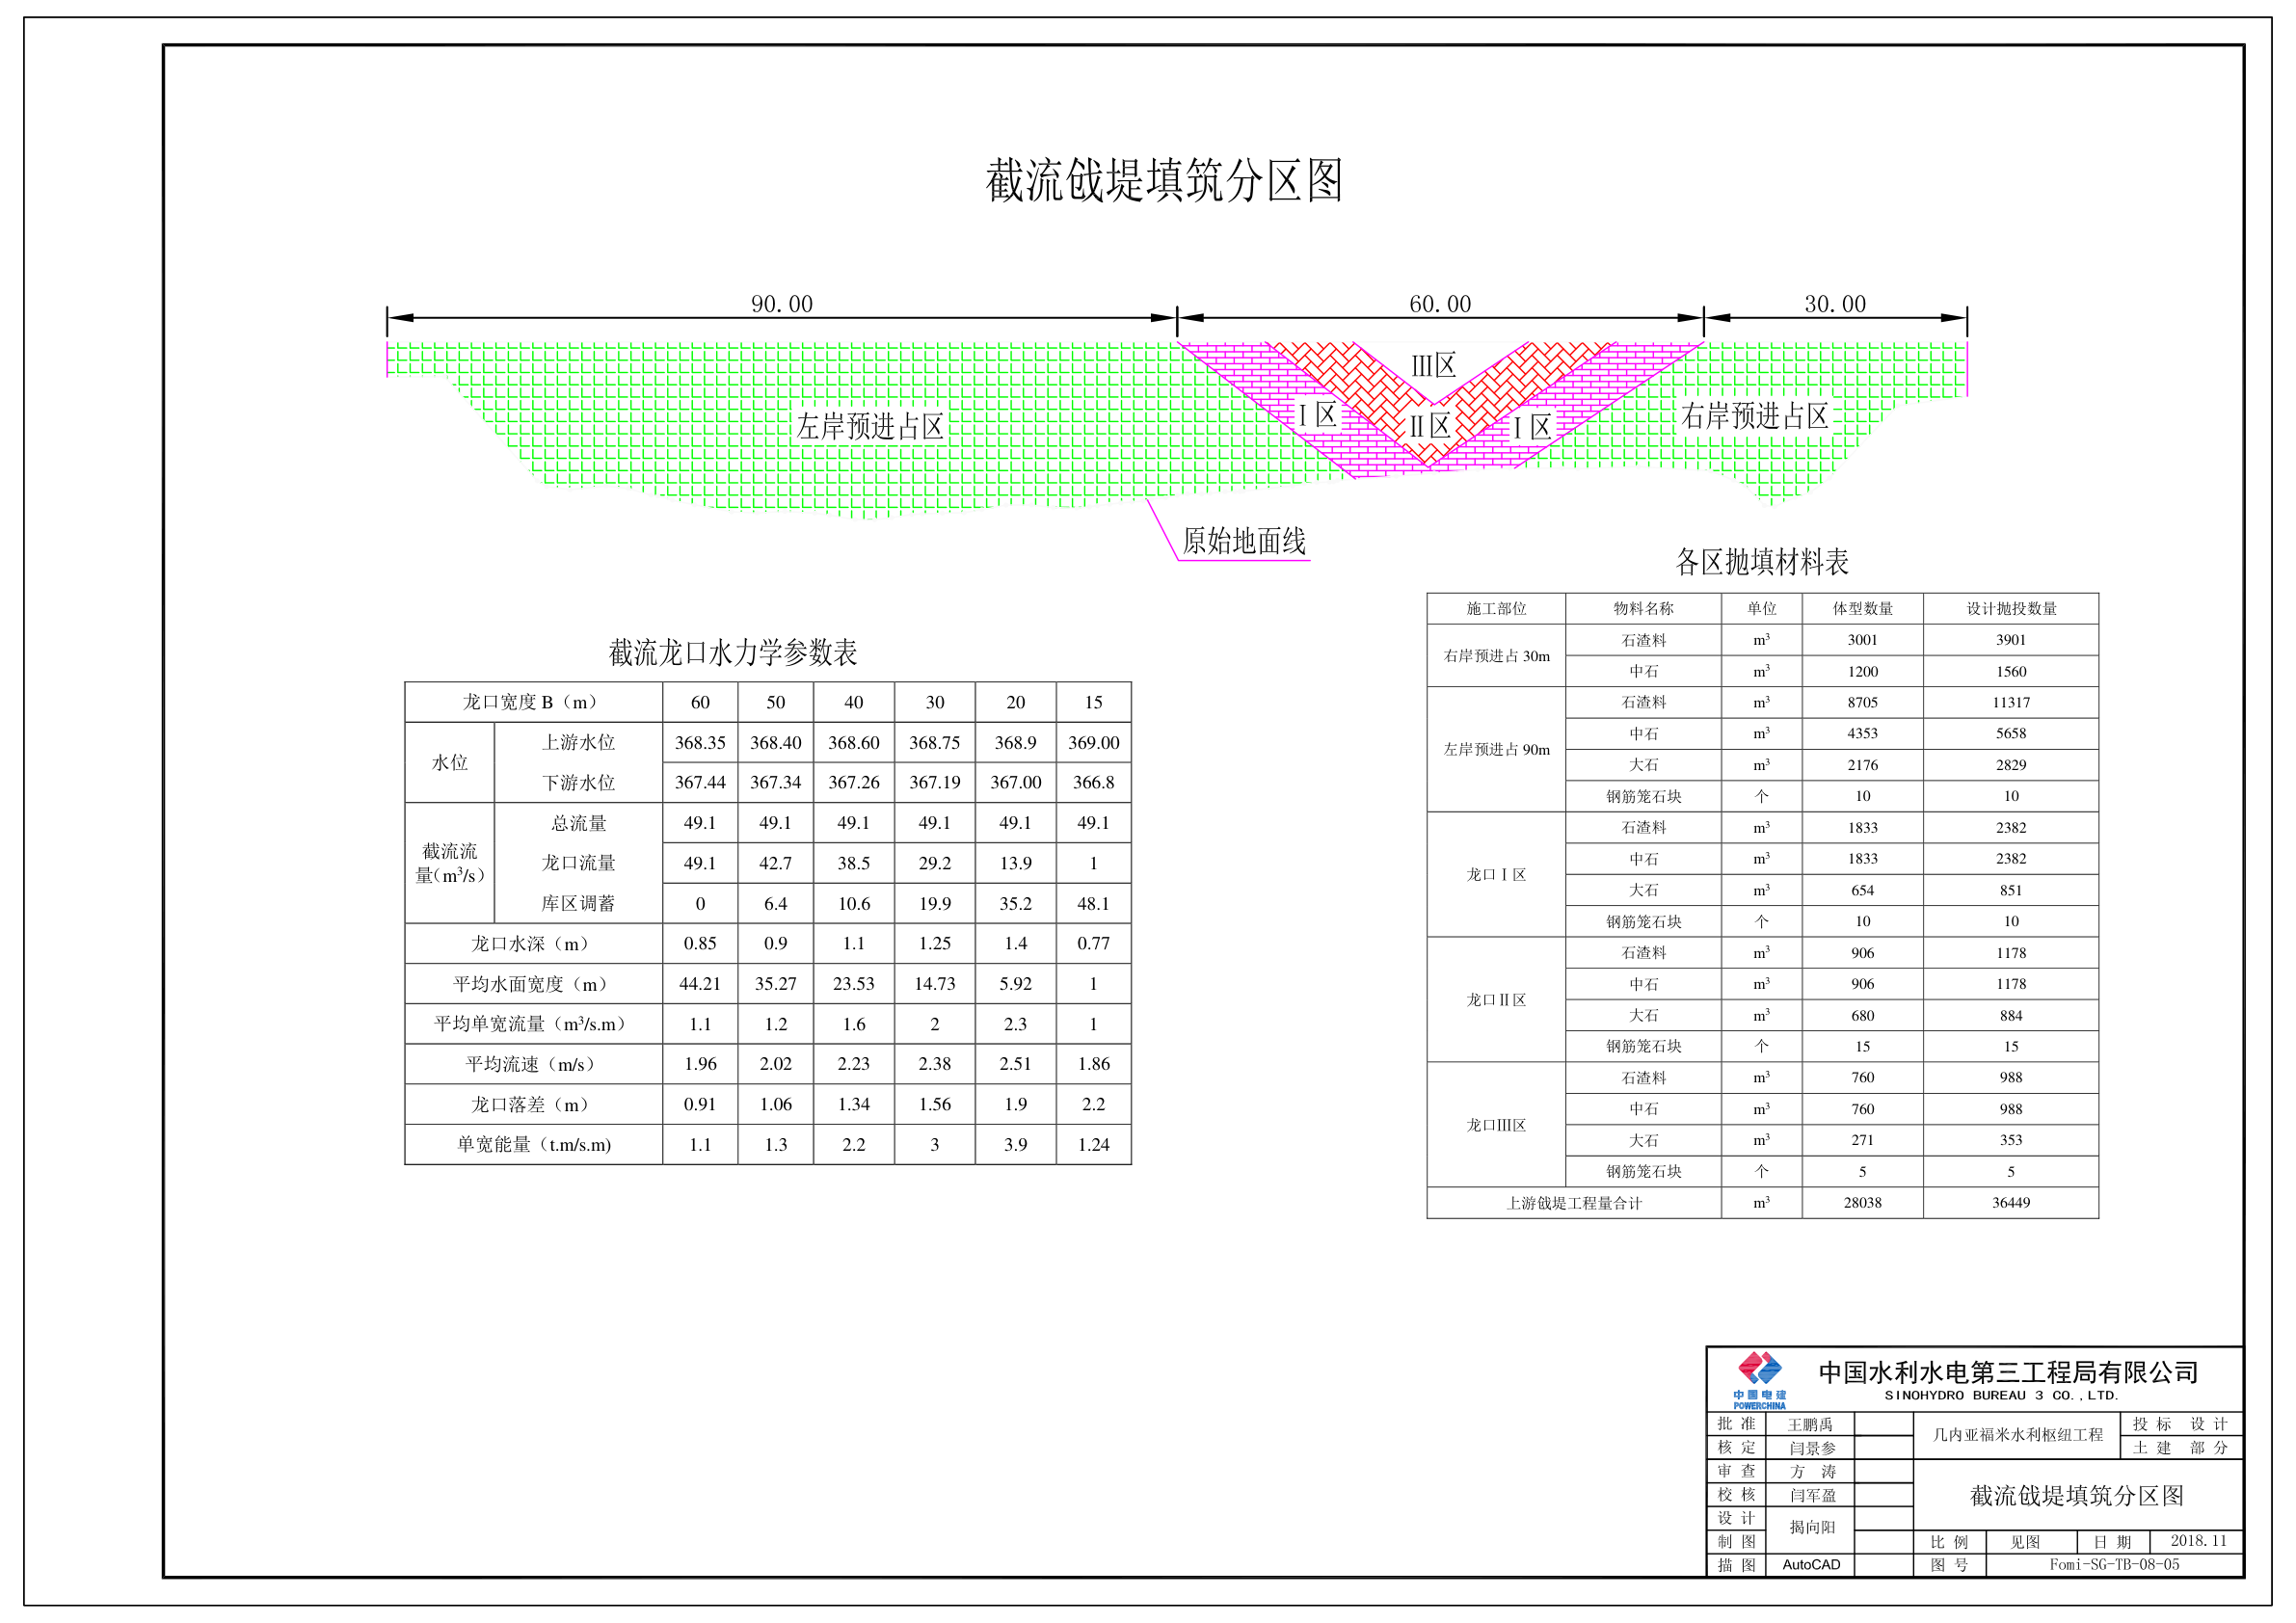 截流戗堤填筑分区图
90.00 60.00 30.00
Ⅲ区
左岸预进占区 Ⅰ区 Ⅱ区 Ⅰ区 右岸预进占区
原始地面线
各区抛填材料表
施工部位 物料名称 单位 体型数量 设计抛投数量
右岸预进占 30m 石渣料 m³ 3001 3901
中石 m³ 1200 1560
左岸预进占 90m 石渣料 m³ 8705 11317
中石 m³ 4353 5658
大石 m³ 2176 2829
钢筋笼石块 个 10 10
龙口Ⅰ区 石渣料 m³ 1833 2382
中石 m³ 1833 2382
大石 m³ 654 851
钢筋笼石块 个 10 10
龙口Ⅱ区 石渣料 m³ 906 1178
中石 m³ 906 1178
大石 m³ 680 884
钢筋笼石块 个 15 15
龙口Ⅲ区 石渣料 m³ 760 988
中石 m³ 760 988
大石 m³ 271 353
钢筋笼石块 个 5 5
上游戗堤工程量合计 m³ 28038 36449
截流龙口水力学参数表
龙口宽度 B（m） 60 50 40 30 20 15
水位 上游水位 368.35 368.40 368.60 368.75 368.9 369.00
下游水位 367.44 367.34 367.26 367.19 367.00 366.8
截流流量（m³/s） 总流量 49.1 49.1 49.1 49.1 49.1 49.1
龙口流量 49.1 42.7 38.5 29.2 13.9 1
库区调蓄 0 6.4 10.6 19.9 35.2 48.1
龙口水深（m） 0.85 0.9 1.1 1.25 1.4 0.77
平均水面宽度（m） 44.21 35.27 23.53 14.73 5.92 1
平均单宽流量（m³/s.m） 1.1 1.2 1.6 2 2.3 1
平均流速（m/s） 1.96 2.02 2.23 2.38 2.51 1.86
龙口落差（m） 0.91 1.06 1.34 1.56 1.9 2.2
单宽能量（t.m/s.m) 1.1 1.3 2.2 3 3.9 1.24
中国电建
POWERCHINA
中国水利水电第三工程局有限公司
SINOHYDRO BUREAU 3 CO.,LTD.
批 准 王鹏禹 几内亚福米水利枢纽工程 投 标 设 计
核 定 闫景参 土 建 部 分
审 查 方 涛
校 核 闫军盈 截流戗堤填筑分区图
设 计 揭向阳
制 图 比 例 见图 日 期 2018.11
描 图 AutoCAD 图 号 Fomi-SG-TB-08-05